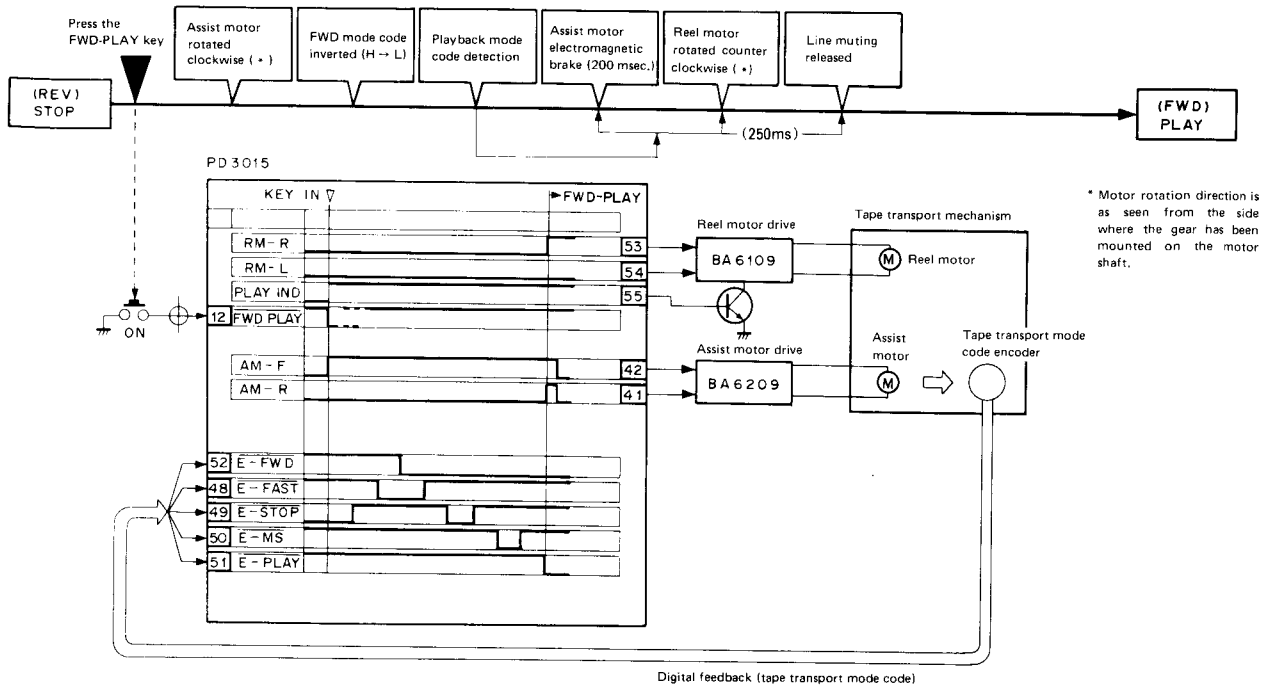 Press the
FWD-PLAY key
Assist motor
rotated
clockwise ( * )
FWD mode code
inverted (H → L)
Playback mode
code detection
Assist motor
electromagnetic
brake (200 msec.)
Reel motor
rotated counter
clockwise ( * )
Line muting
released
(REV)
STOP
(250ms)
(FWD)
PLAY
PD3015
KEY IN
FWD-PLAY
RM-R
53
RM-L
54
PLAY IND
55
12
FWD PLAY
ON
AM-F
42
AM-R
41
52 E-FWD
48 E-FAST
49 E-STOP
50 E-MS
51 E-PLAY
Reel motor drive
BA6109
Assist motor drive
BA6209
Tape transport mechanism
M
Reel motor
Assist
motor
M
Tape transport mode
code encoder
* Motor rotation direction is
as seen from the side
where the gear has been
mounted on the motor
shaft.
Digital feedback (tape transport mode code)